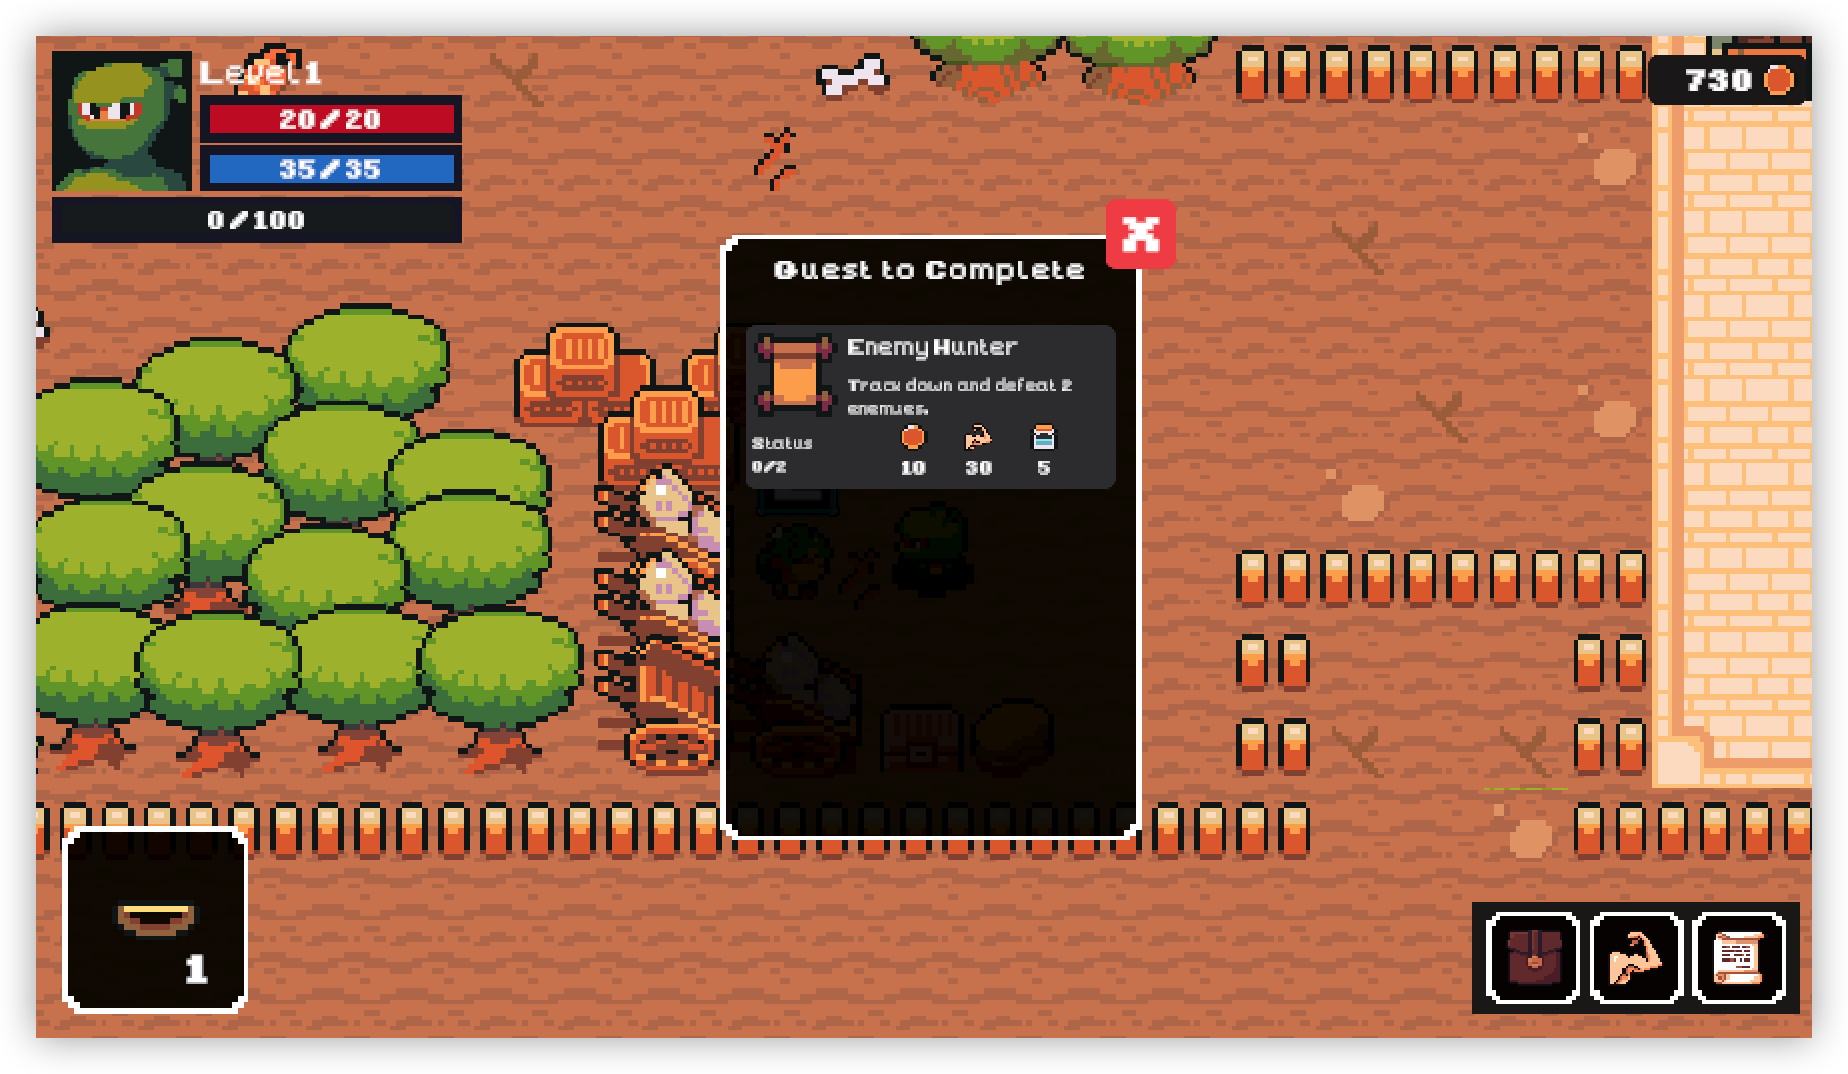 Level 1
730
20/20
35/35
0/100
Quest to Complete
Enemy Hunter
Track down and defeat 2
enemies.
Status
0/2
10
30
5
1